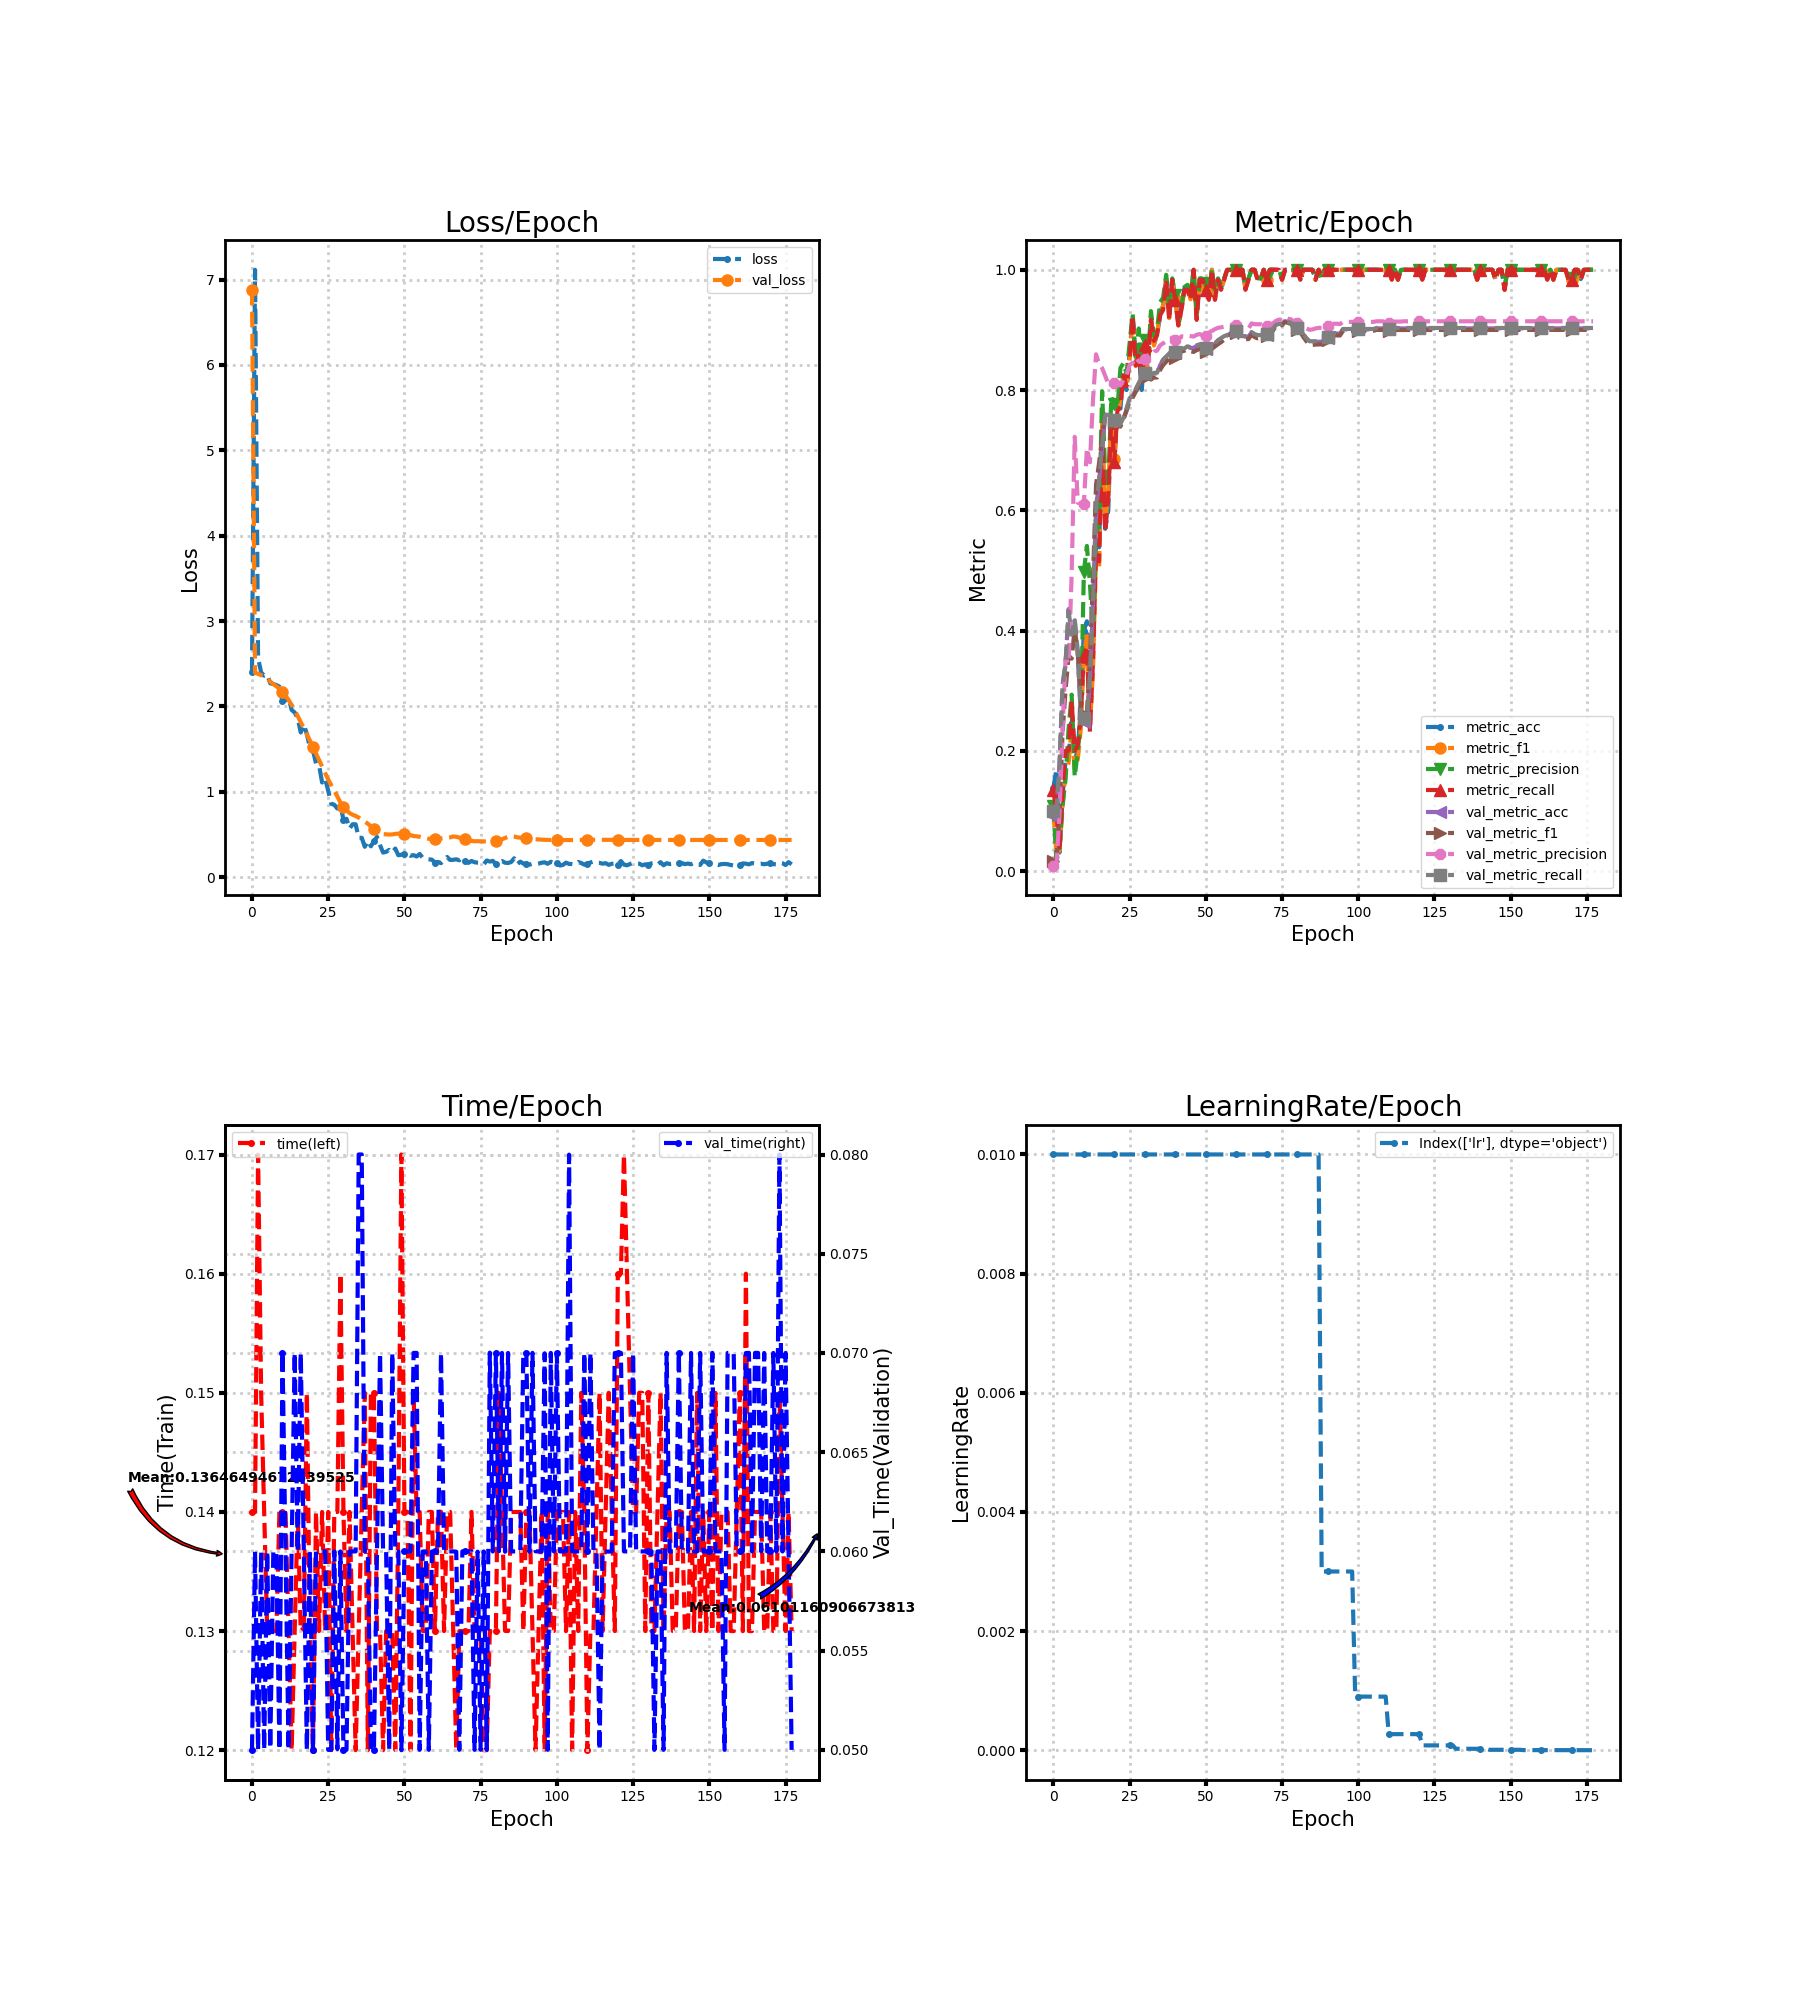 Loss/Epoch
Loss
7
6
5
4
3
2
1
0
loss
val_loss
0 25 50 75 100 125 150 175
Epoch
Metric/Epoch
Metric
1.0
0.8
0.6
0.4
0.2
0.0
metric_acc
metric_f1
metric_precision
metric_recall
val_metric_acc
val_metric_f1
val_metric_precision
val_metric_recall
0 25 50 75 100 125 150 175
Epoch
Time/Epoch
Time(Train)
0.17
0.16
0.15
0.14
0.13
0.12
time(left)
val_time(right)
0.080
0.075
0.070
0.065
0.060
0.055
0.050
Val_Time(Validation)
Mean:0.06101160906673813
0 25 50 75 100 125 150 175
Epoch
LearningRate/Epoch
LearningRate
0.010
0.008
0.006
0.004
0.002
0.000
Index(['lr'], dtype='object')
0 25 50 75 100 125 150 175
Epoch